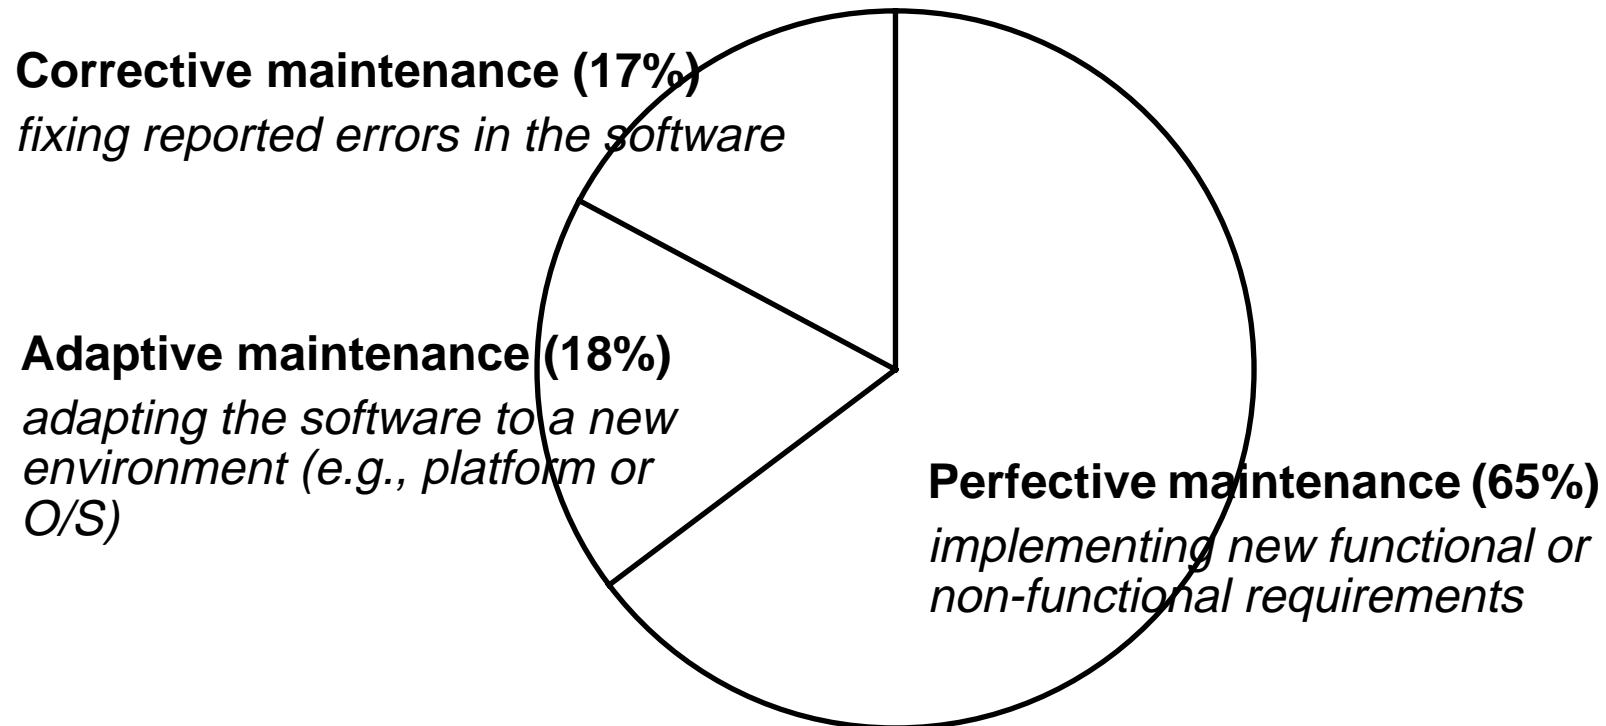 Corrective maintenance (17%)
fixing reported errors in the software
Adaptive maintenance (18%)
adapting the software to a new
environment (e.g., platform or
O/S)
Perfective maintenance (65%)
implementing new functional or
non-functional requirements